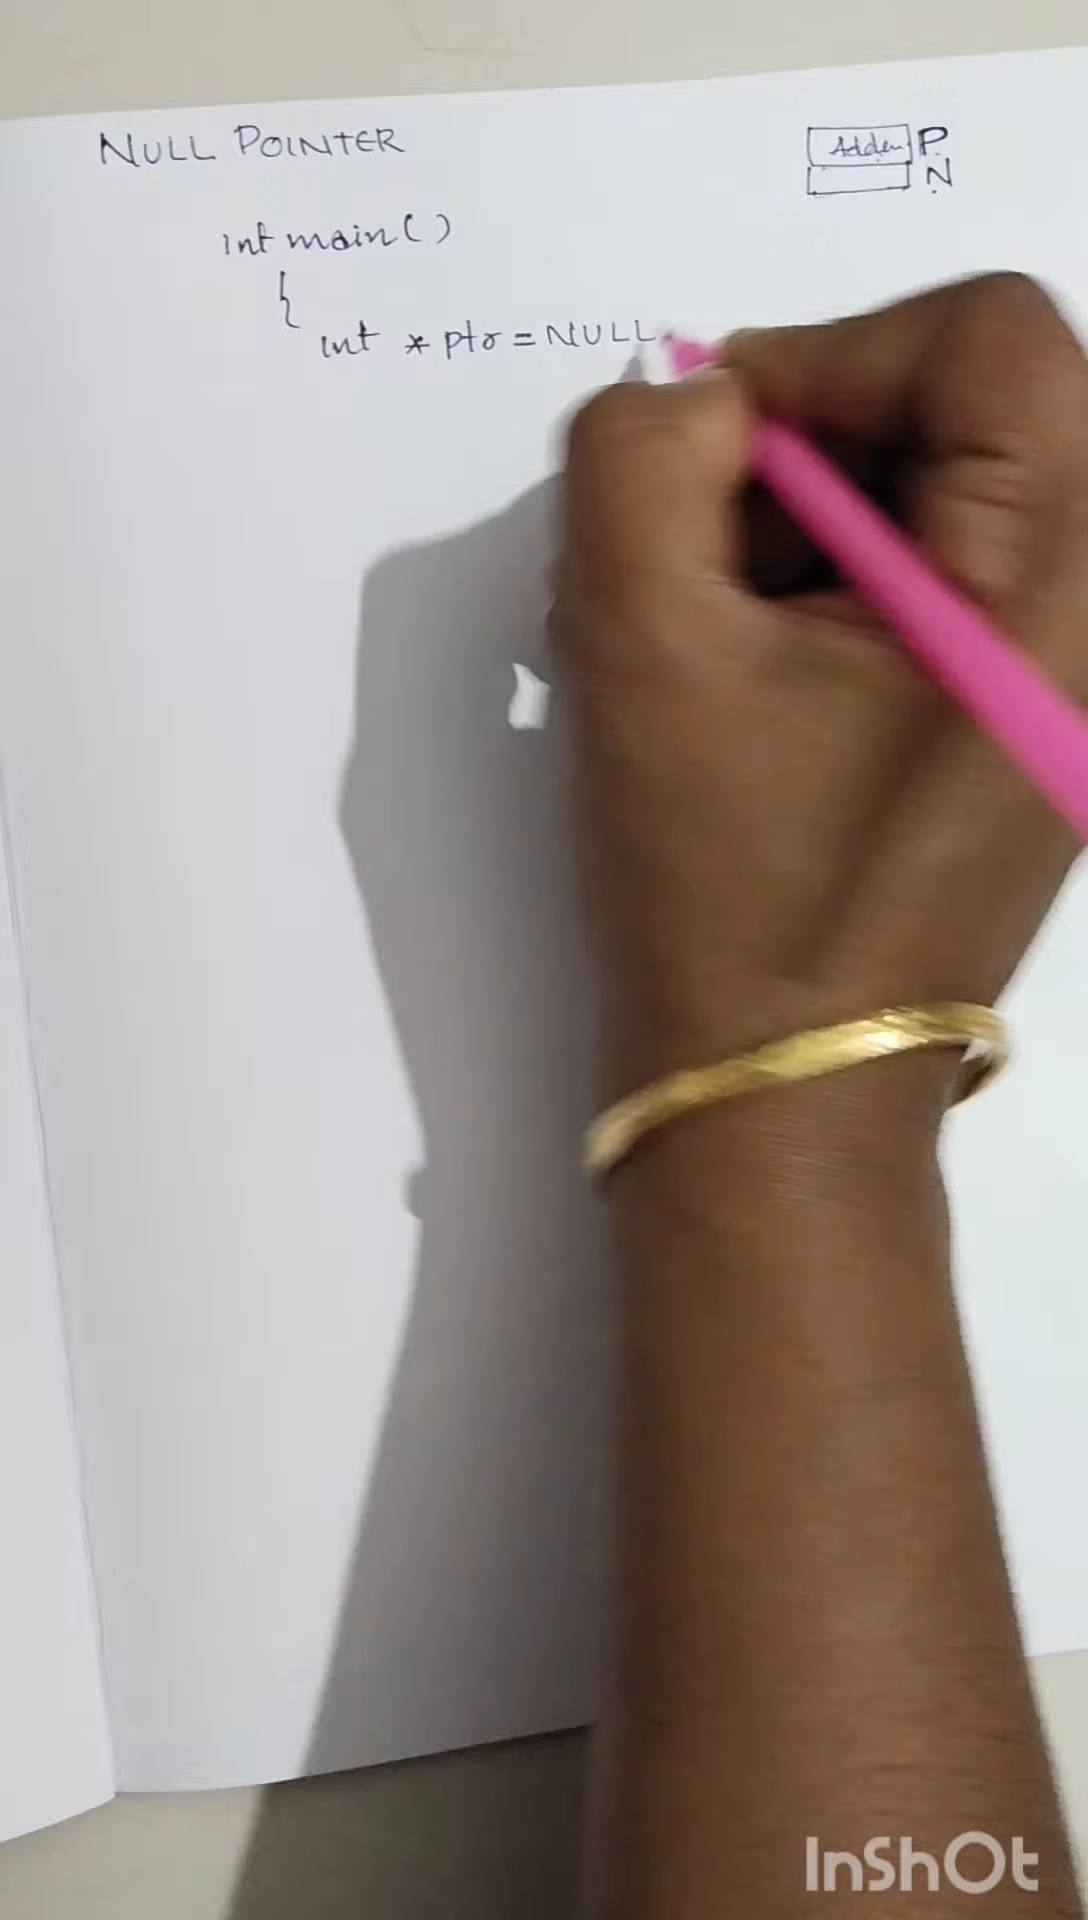 NULL POINTER
P
N
int main()
{
int * ptr = NULL
InShOt